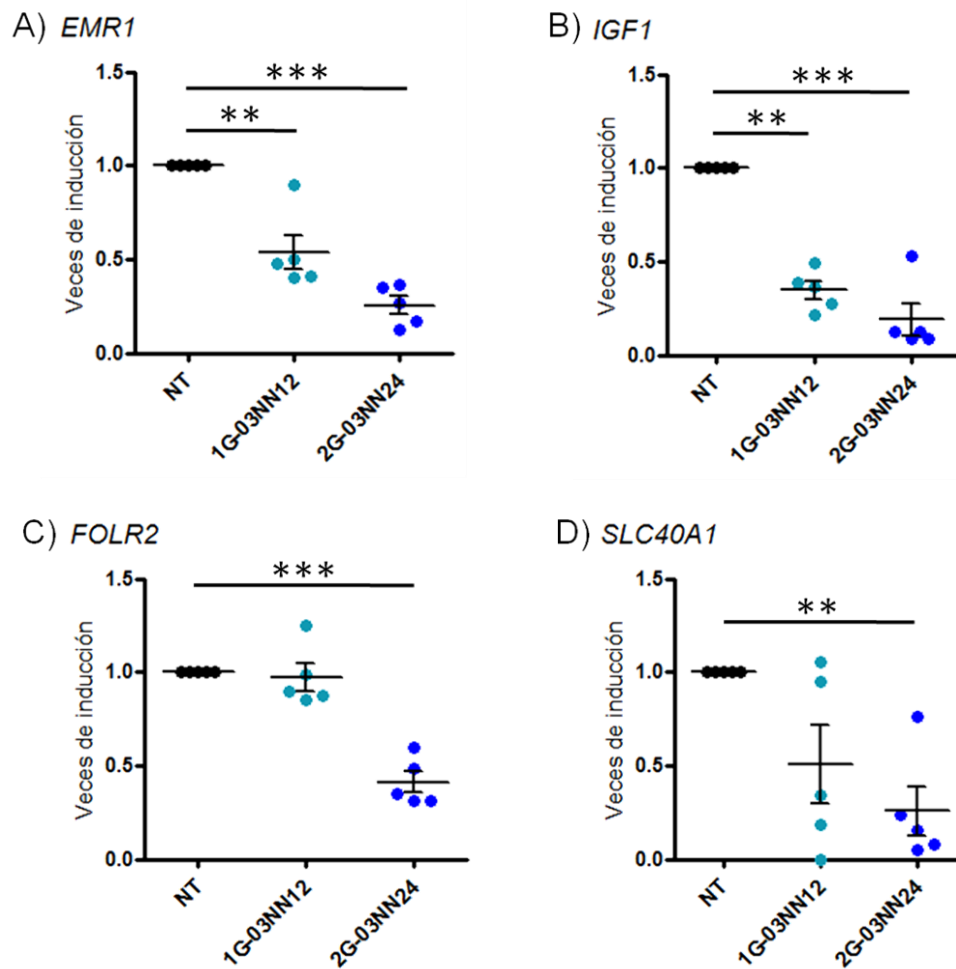 A) EMR1
***
**
Veces de inducción
1.5
1.0
0.5
0.0
NT
1G-03NN12
2G-03NN24
B) IGF1
***
**
Veces de inducción
1.5
1.0
0.5
0.0
NT
1G-03NN12
2G-03NN24
C) FOLR2
***
Veces de inducción
1.5
1.0
0.5
0.0
NT
1G-03NN12
2G-03NN24
D) SLC40A1
**
Veces de inducción
1.5
1.0
0.5
0.0
NT
1G-03NN12
2G-03NN24